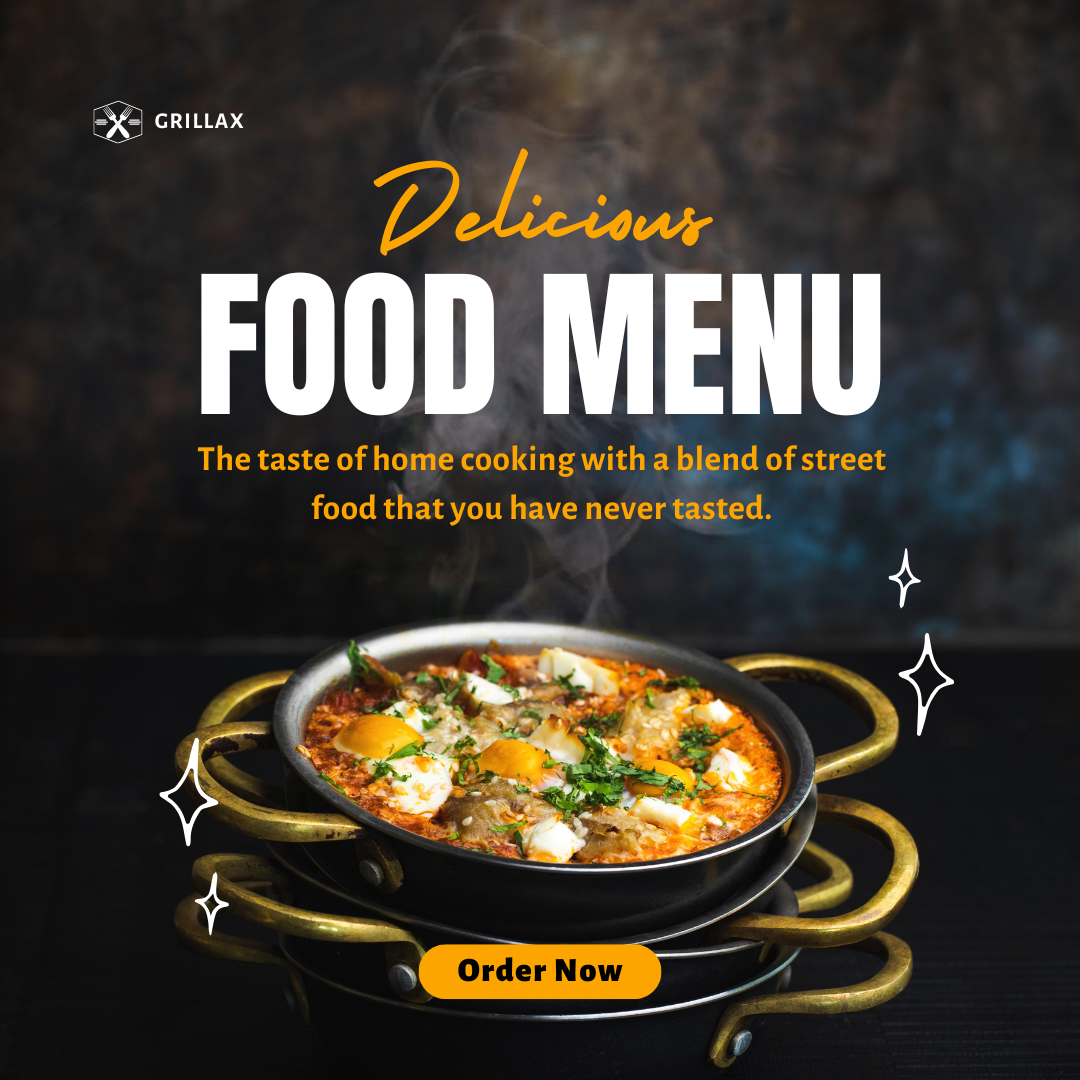 GRILLAX
Delicious
FOOD MENU
The taste of home cooking with a blend of street
food that you have never tasted.
Order Now